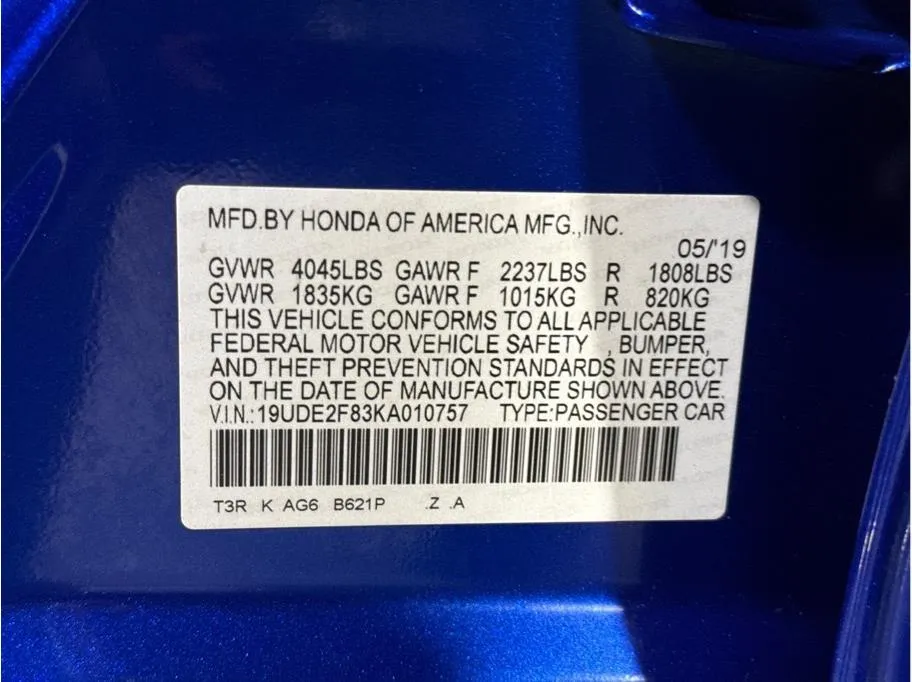 MFD.BY HONDA OF AMERICA MFG.,INC.
05/'19
GVWR 4045LBS GAWR F 2237LBS R 1808LBS
GVWR 1835KG GAWR F 1015KG R 820KG
THIS VEHICLE CONFORMS TO ALL APPLICABLE
FEDERAL MOTOR VEHICLE SAFETY , BUMPER,
AND THEFT PREVENTION STANDARDS IN EFFECT
ON THE DATE OF MANUFACTURE SHOWN ABOVE.
V.I.N.:19UDE2F83KA010757 TYPE:PASSENGER CAR
T3R K AG6 B621P .Z .A